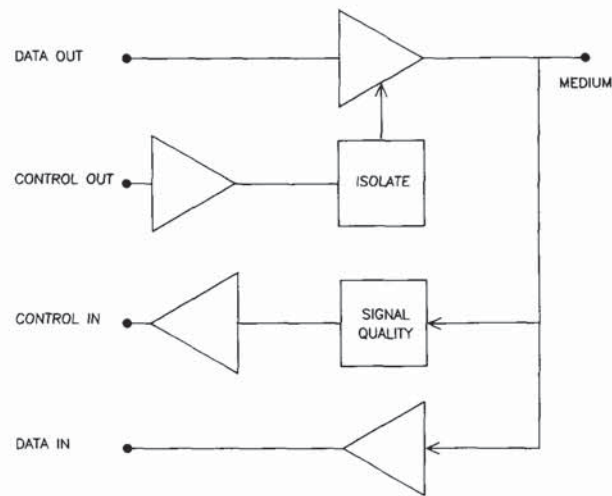 DATA OUT
MEDIUM
CONTROL OUT
ISOLATE
CONTROL IN
SIGNAL
QUALITY
DATA IN